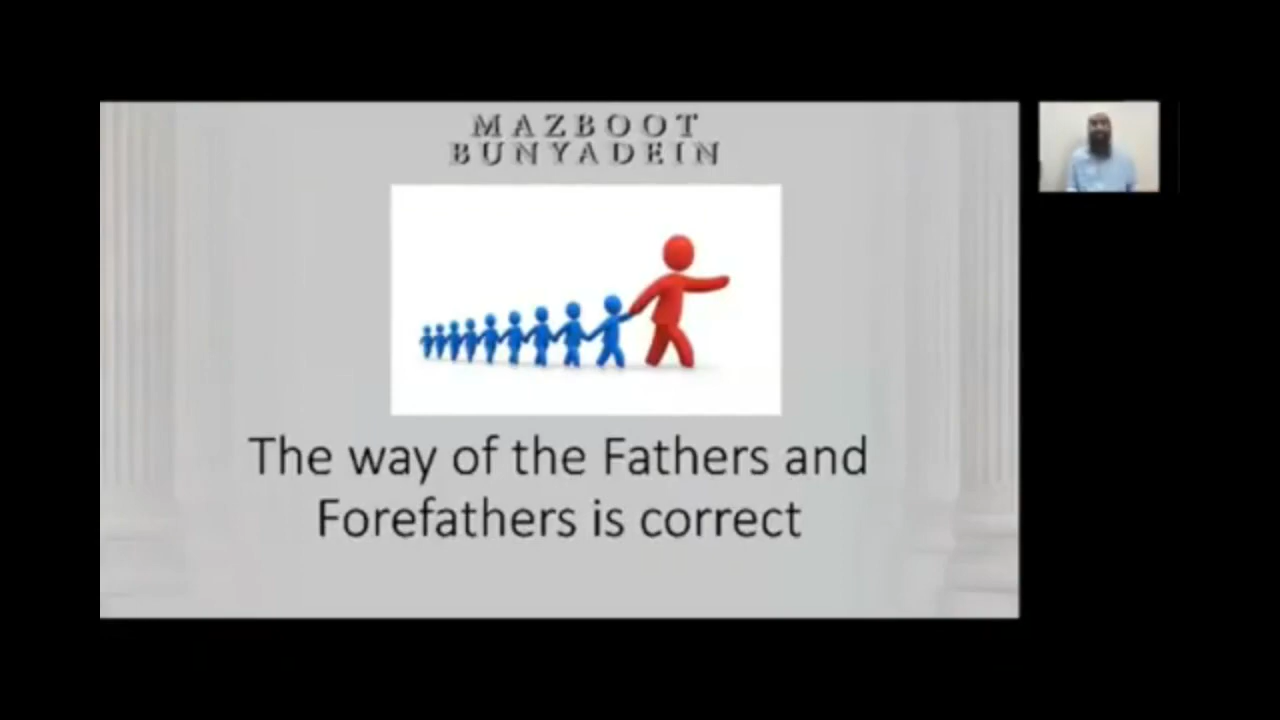 MAZBOOT
BUNYADEIN
The way of the Fathers and
Forefathers is correct